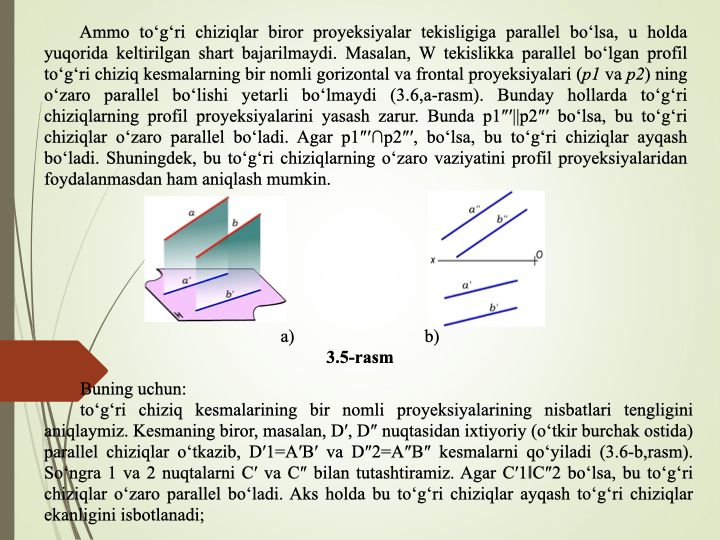 Ammo to‘g‘ri chiziqlar biror proyeksiyalar tekisligiga parallel bo‘lsa, u holda
yuqorida keltirilgan shart bajarilmaydi. Masalan, W tekislikka parallel bo‘lgan profil
to‘g‘ri chiziq kesmalarning bir nomli gorizontal va frontal proyeksiyalari (p1 va p2) ning
o‘zaro parallel bo‘lishi yetarli bo‘lmaydi (3.6,a-rasm). Bunday hollarda to‘g‘ri
chiziqlarning profil proyeksiyalarini yasash zarur. Bunda p1″′||p2″′ bo‘lsa, bu to‘g‘ri
chiziqlar o‘zaro parallel bo‘ladi. Agar p1″′∩p2″′, bo‘lsa, bu to‘g‘ri chiziqlar ayqash
bo‘ladi. Shuningdek, bu to‘g‘ri chiziqlarning o‘zaro vaziyatini profil proyeksiyalaridan
foydalanmasdan ham aniqlash mumkin.
a
b
a'
b'
H
a"
b"
x
O
a'
b'
a) b)
3.5-rasm
Buning uchun:
to‘g‘ri chiziq kesmalarining bir nomli proyeksiyalarining nisbatlari tengligini
aniqlaymiz. Kesmaning biror, masalan, D′, D″ nuqtasidan ixtiyoriy (o‘tkir burchak ostida)
parallel chiziqlar o‘tkazib, D′1=A′B′ va D″2=A″B″ kesmalarni qo‘yiladi (3.6-b,rasm).
So‘ngra 1 va 2 nuqtalarni C′ va C″ bilan tutashtiramiz. Agar C′1‖C″2 bo‘lsa, bu to‘g‘ri
chiziqlar o‘zaro parallel bo‘ladi. Aks holda bu to‘g‘ri chiziqlar ayqash to‘g‘ri chiziqlar
ekanligini isbotlanadi;